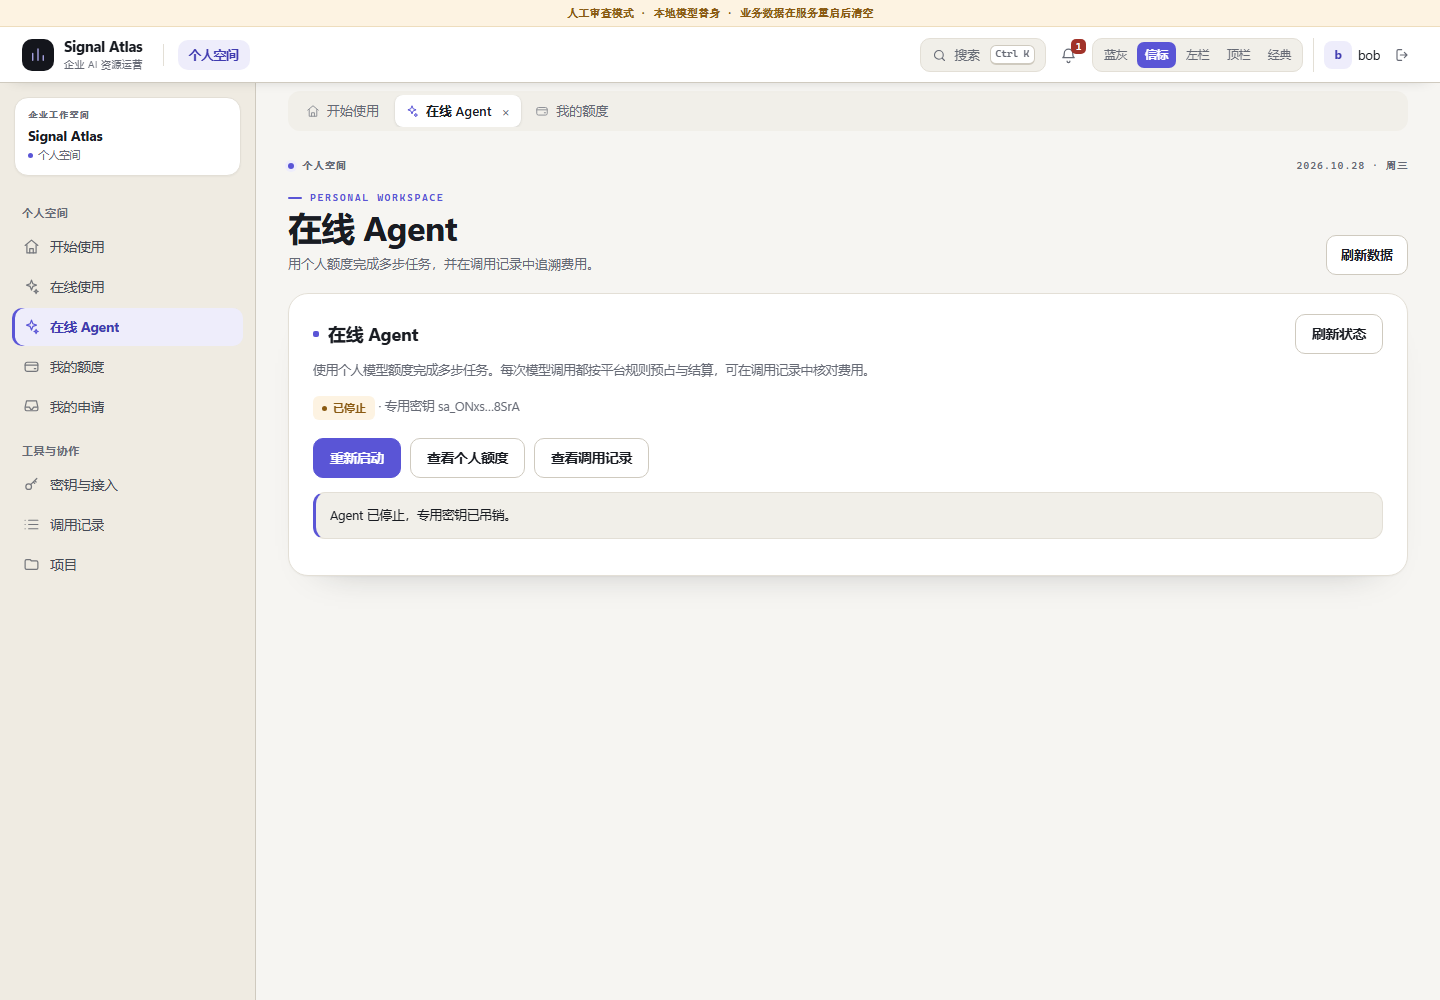 人工审查模式 · 本地模型替身 · 业务数据在服务重启后清空
Signal Atlas
企业 AI 资源运营
个人空间
搜索 Ctrl K
1
蓝灰 信标 左栏 顶栏 经典
b bob
企业工作空间
Signal Atlas
个人空间
个人空间
开始使用
在线使用
在线 Agent
我的额度
我的申请
工具与协作
密钥与接入
调用记录
项目
开始使用 在线 Agent × 我的额度
个人空间
2026.10.28 · 周三
PERSONAL WORKSPACE
在线 Agent
用个人额度完成多步任务，并在调用记录中追溯费用。
刷新数据
在线 Agent
刷新状态
使用个人模型额度完成多步任务。每次模型调用都按平台规则预占与结算，可在调用记录中核对费用。
已停止 · 专用密钥 sa_ONxs...8SrA
重新启动 查看个人额度 查看调用记录
Agent 已停止，专用密钥已吊销。